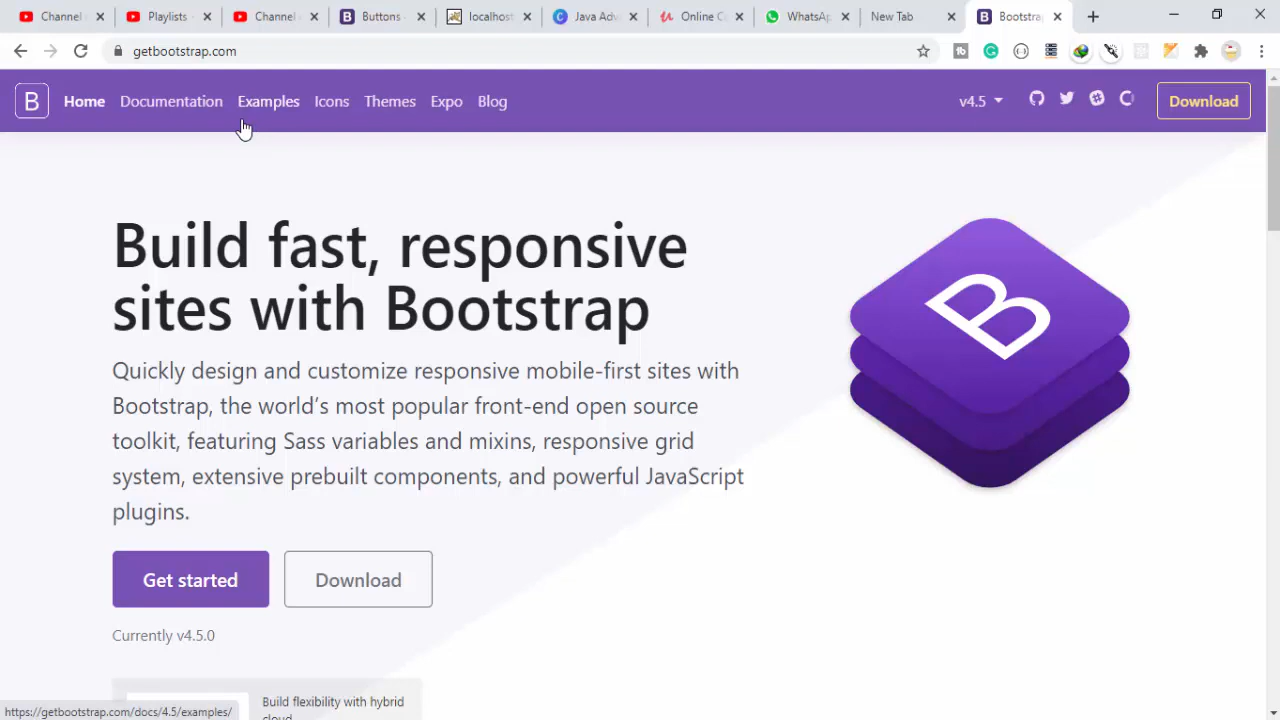 Channel
Playlists -
Channel
Buttons
localhost
Java Adv
Online C
WhatsAp
New Tab
Bootstrap
getbootstrap.com
B
Home
Documentation
Examples
Icons
Themes
Expo
Blog
v4.5
Download
Build fast, responsive
sites with Bootstrap
Quickly design and customize responsive mobile-first sites with
Bootstrap, the world's most popular front-end open source
toolkit, featuring Sass variables and mixins, responsive grid
system, extensive prebuilt components, and powerful JavaScript
plugins.
B
Get started
Download
Currently v4.5.0
Build flexibility with hybrid
cloud
https://getbootstrap.com/docs/4.5/examples/